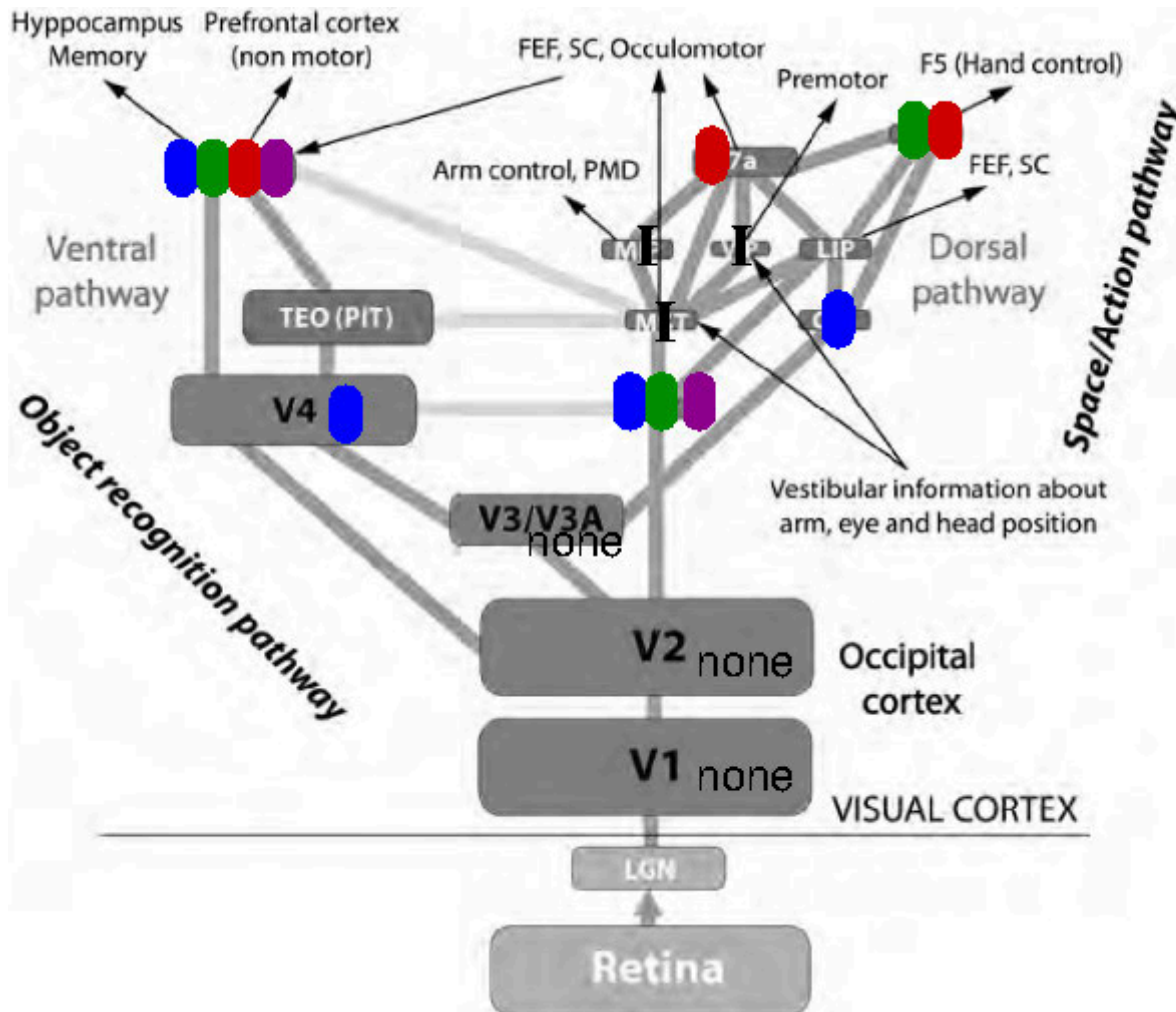 Hyppocampus
Memory
Prefrontal cortex
(non motor)
FEF, SC, Occulomotor
Premotor
F5 (Hand control)
7a
Arm control, PMD
FEF, SC
Ventral
pathway
I
I
LIP
Dorsal
pathway
TEO (PIT)
I
V4
Space/Action pathway
Object recognition pathway
Vestibular information about
arm, eye and head position
V3/V3A
none
V2
none
Occipital
cortex
V1
none
VISUAL CORTEX
LGN
Retina